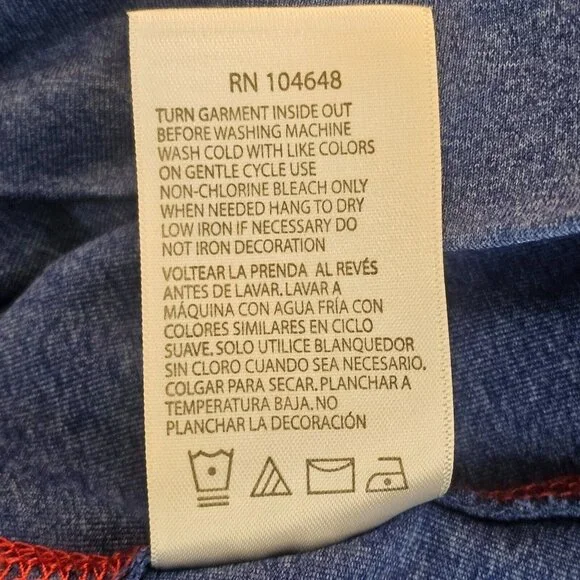 RN 104648
TURN GARMENT INSIDE OUT
BEFORE WASHING MACHINE
WASH COLD WITH LIKE COLORS
ON GENTLE CYCLE USE
NON-CHLORINE BLEACH ONLY
WHEN NEEDED HANG TO DRY
LOW IRON IF NECESSARY DO
NOT IRON DECORATION
VOLTEAR LA PRENDA AL REVÉS
ANTES DE LAVAR. LAVAR A
MÁQUINA CON AGUA FRÍA CON
COLORES SIMILARES EN CICLO
SUAVE. SOLO UTILICE BLANQUEDOR
SIN CLORO CUANDO SEA NECESARIO.
COLGAR PARA SECAR. PLANCHAR A
TEMPERATURA BAJA. NO
PLANCHAR LA DECORACIÓN